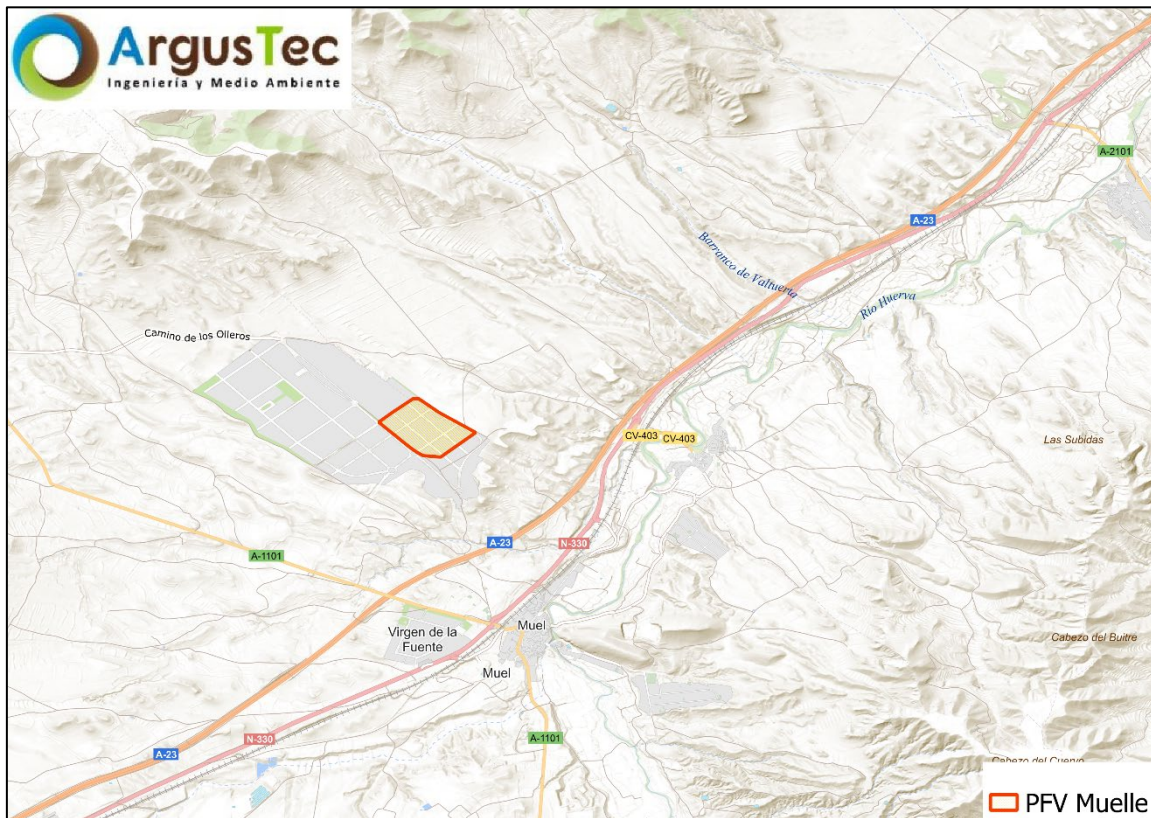 ArgusTec
Ingeniería y Medio Ambiente
A-2101
A-23
Barranco de Valtuerta
Río Huerva
Camino de los Olleros
CV-403
CV-403
Las Subidas
A-23
N-330
A-1101
Virgen de la
Fuente
Muel
Cabezo del Buitre
Muel
N-330
A-1101
A-23
Cabezo del Cuervo
PFV Muelle